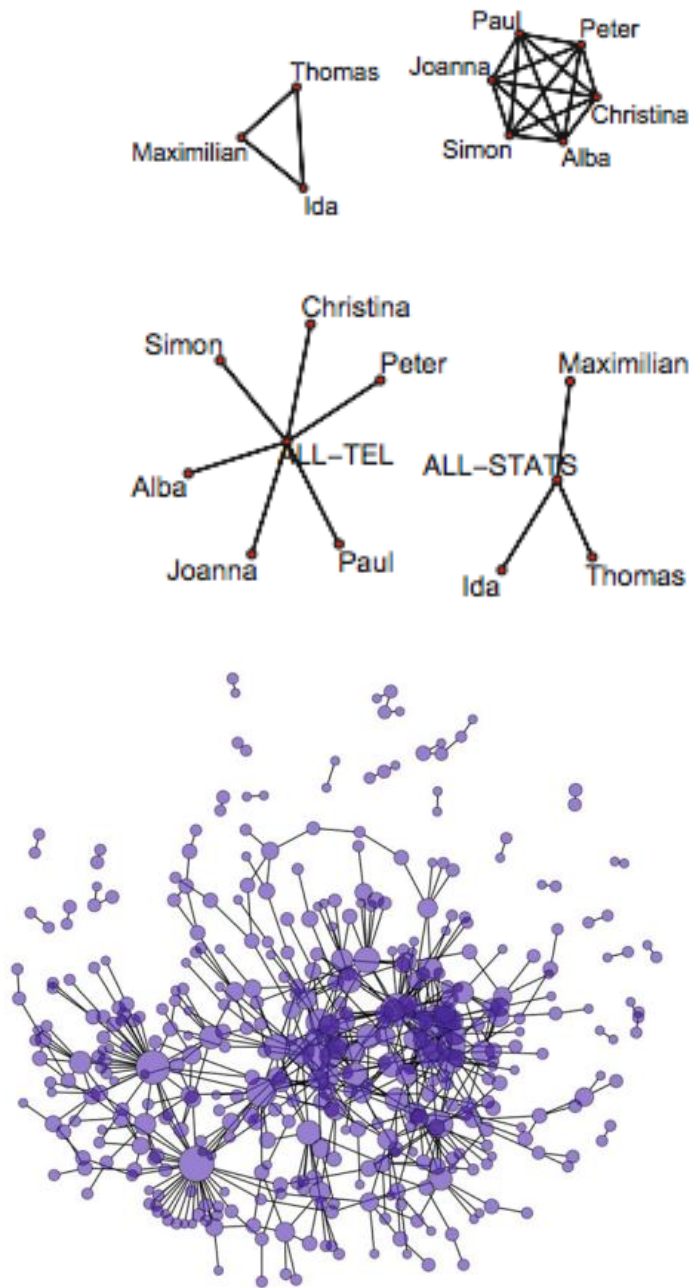 Paul
Peter
Thomas
Joanna
Christina
Maximilian
Simon
Alba
Ida
Christina
Simon
Peter
Maximilian
ALL-TEL
ALL-STATS
Alba
Joanna
Paul
Ida
Thomas